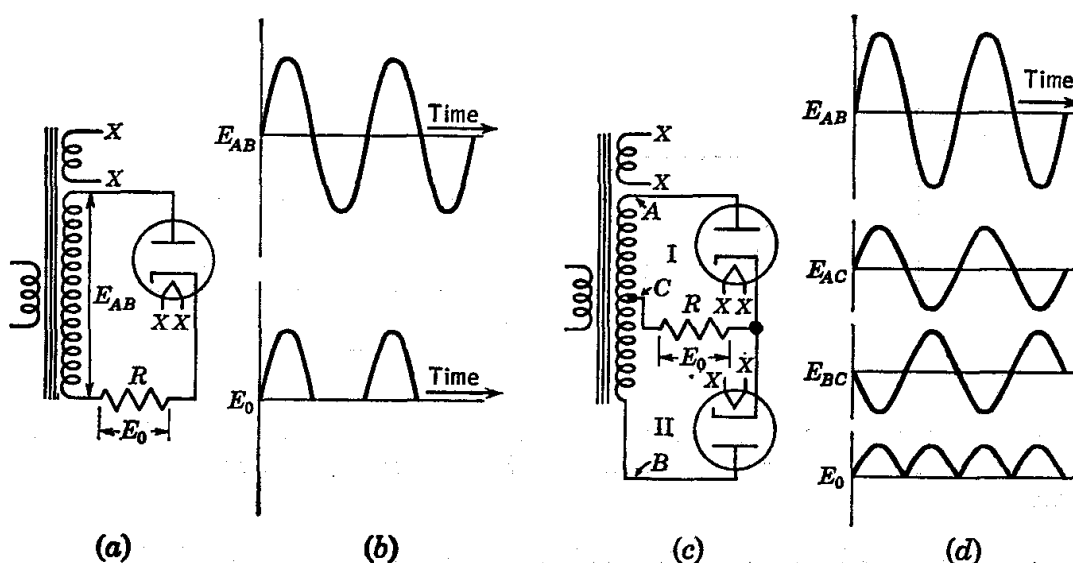 X
X
E_AB
X X
R
E_0
(a)
E_AB
Time
E_0
Time
(b)
X
X
A
I
C
R
X X
E_0
X
X
II
B
(c)
E_AB
Time
E_AC
E_BC
E_0
(d)